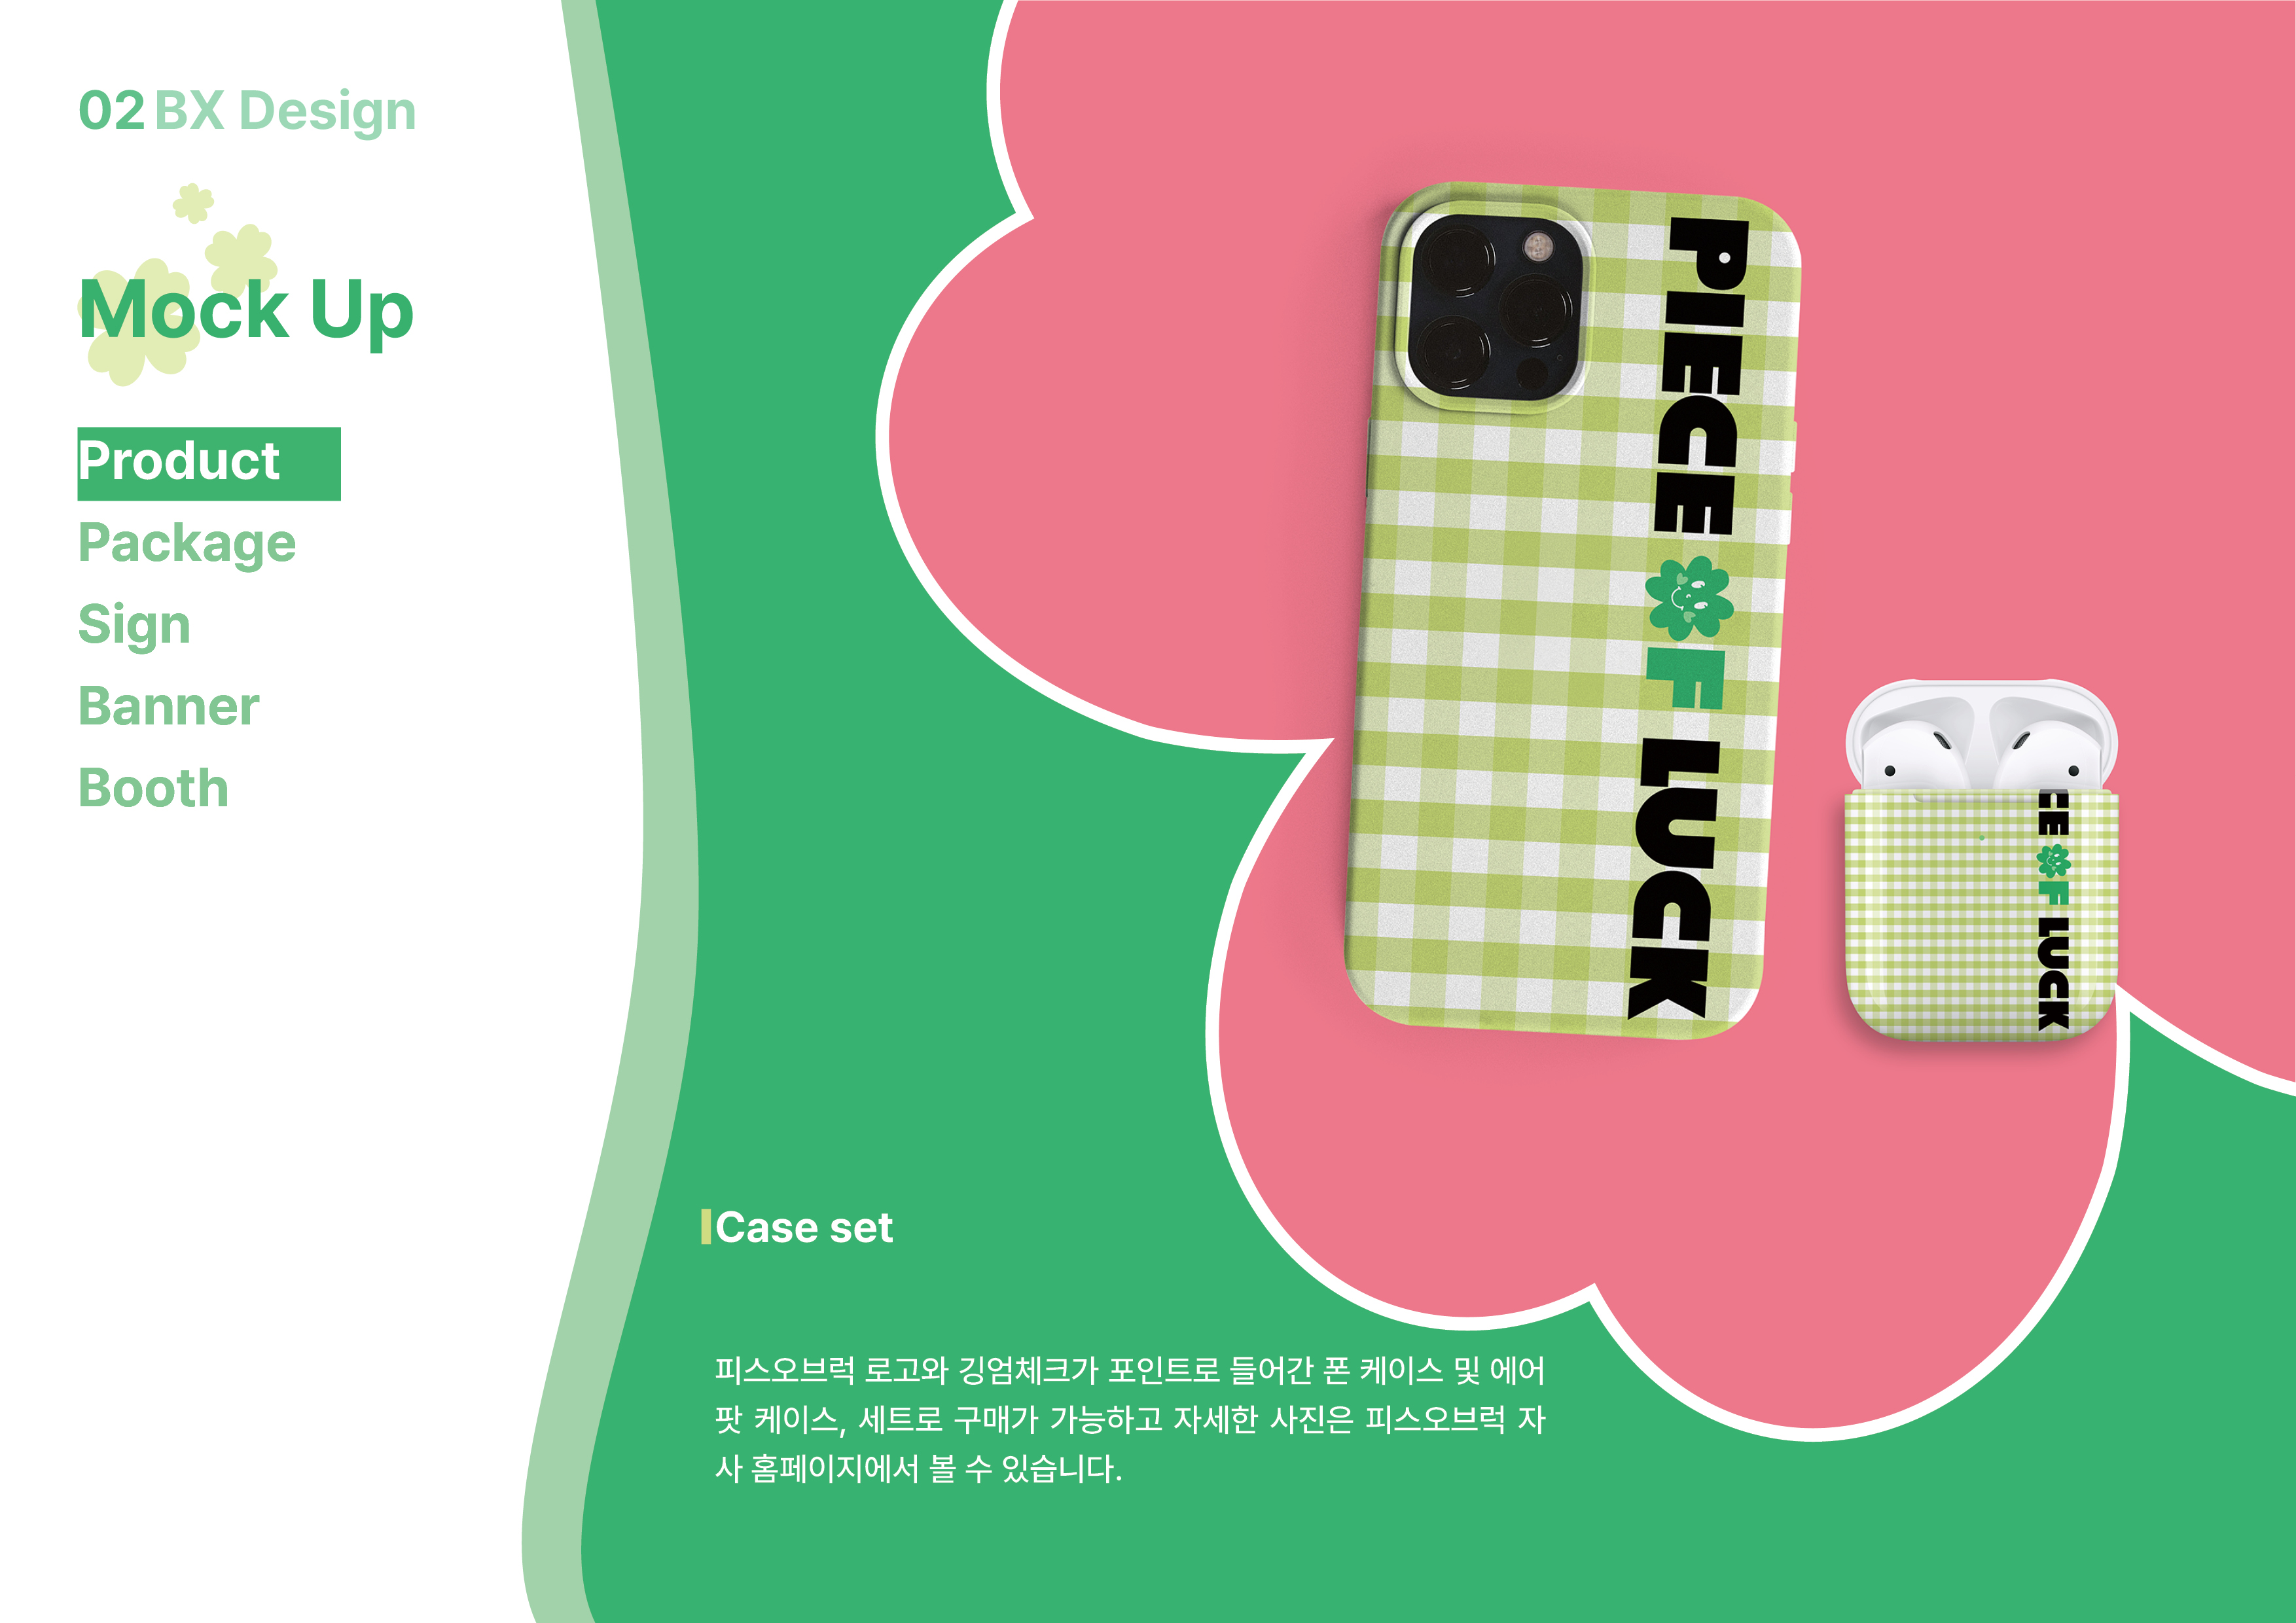 02 BX Design
Mock Up
Product
Package
Sign
Banner
Booth
PIECE OF LUCK
CE OF LUCK
Case set
피스오브럭 로고와 깅엄체크가 포인트로 들어간 폰 케이스 및 에어
팟 케이스, 세트로 구매가 가능하고 자세한 사진은 피스오브럭 자
사 홈페이지에서 볼 수 있습니다.